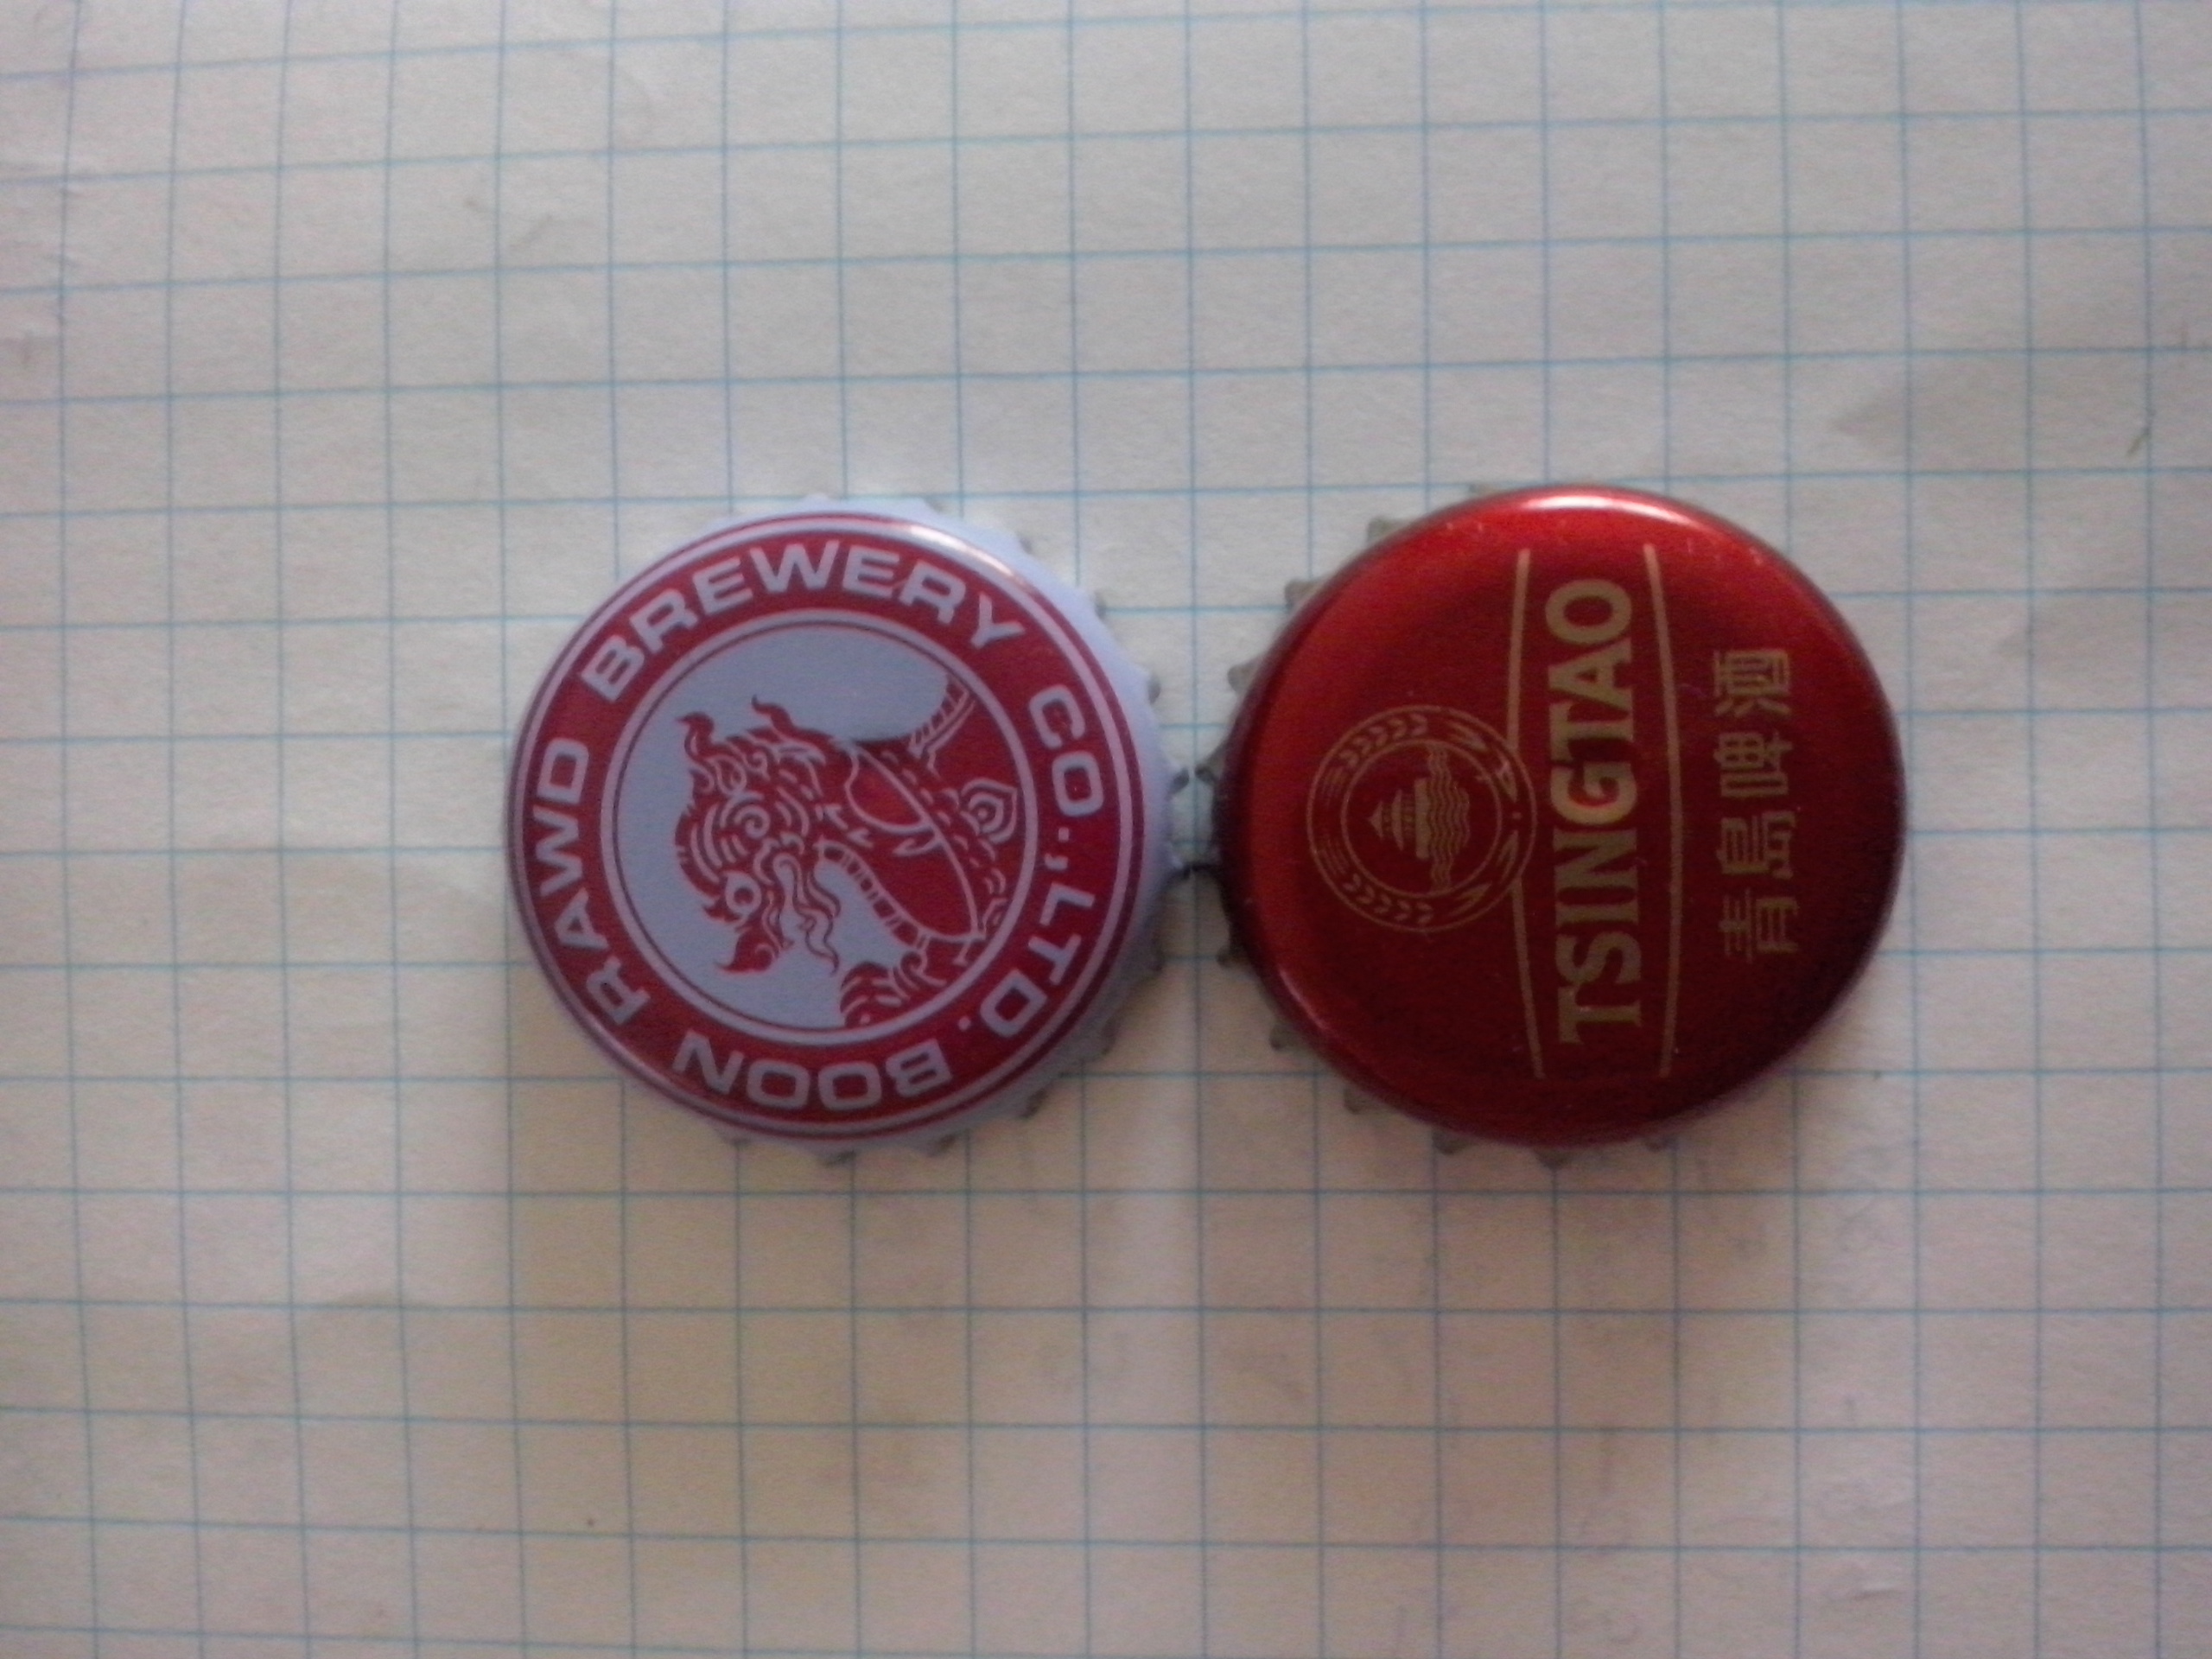 BOON RAWD BREWERY CO.,LTD.
TSINGTAO
青島啤酒